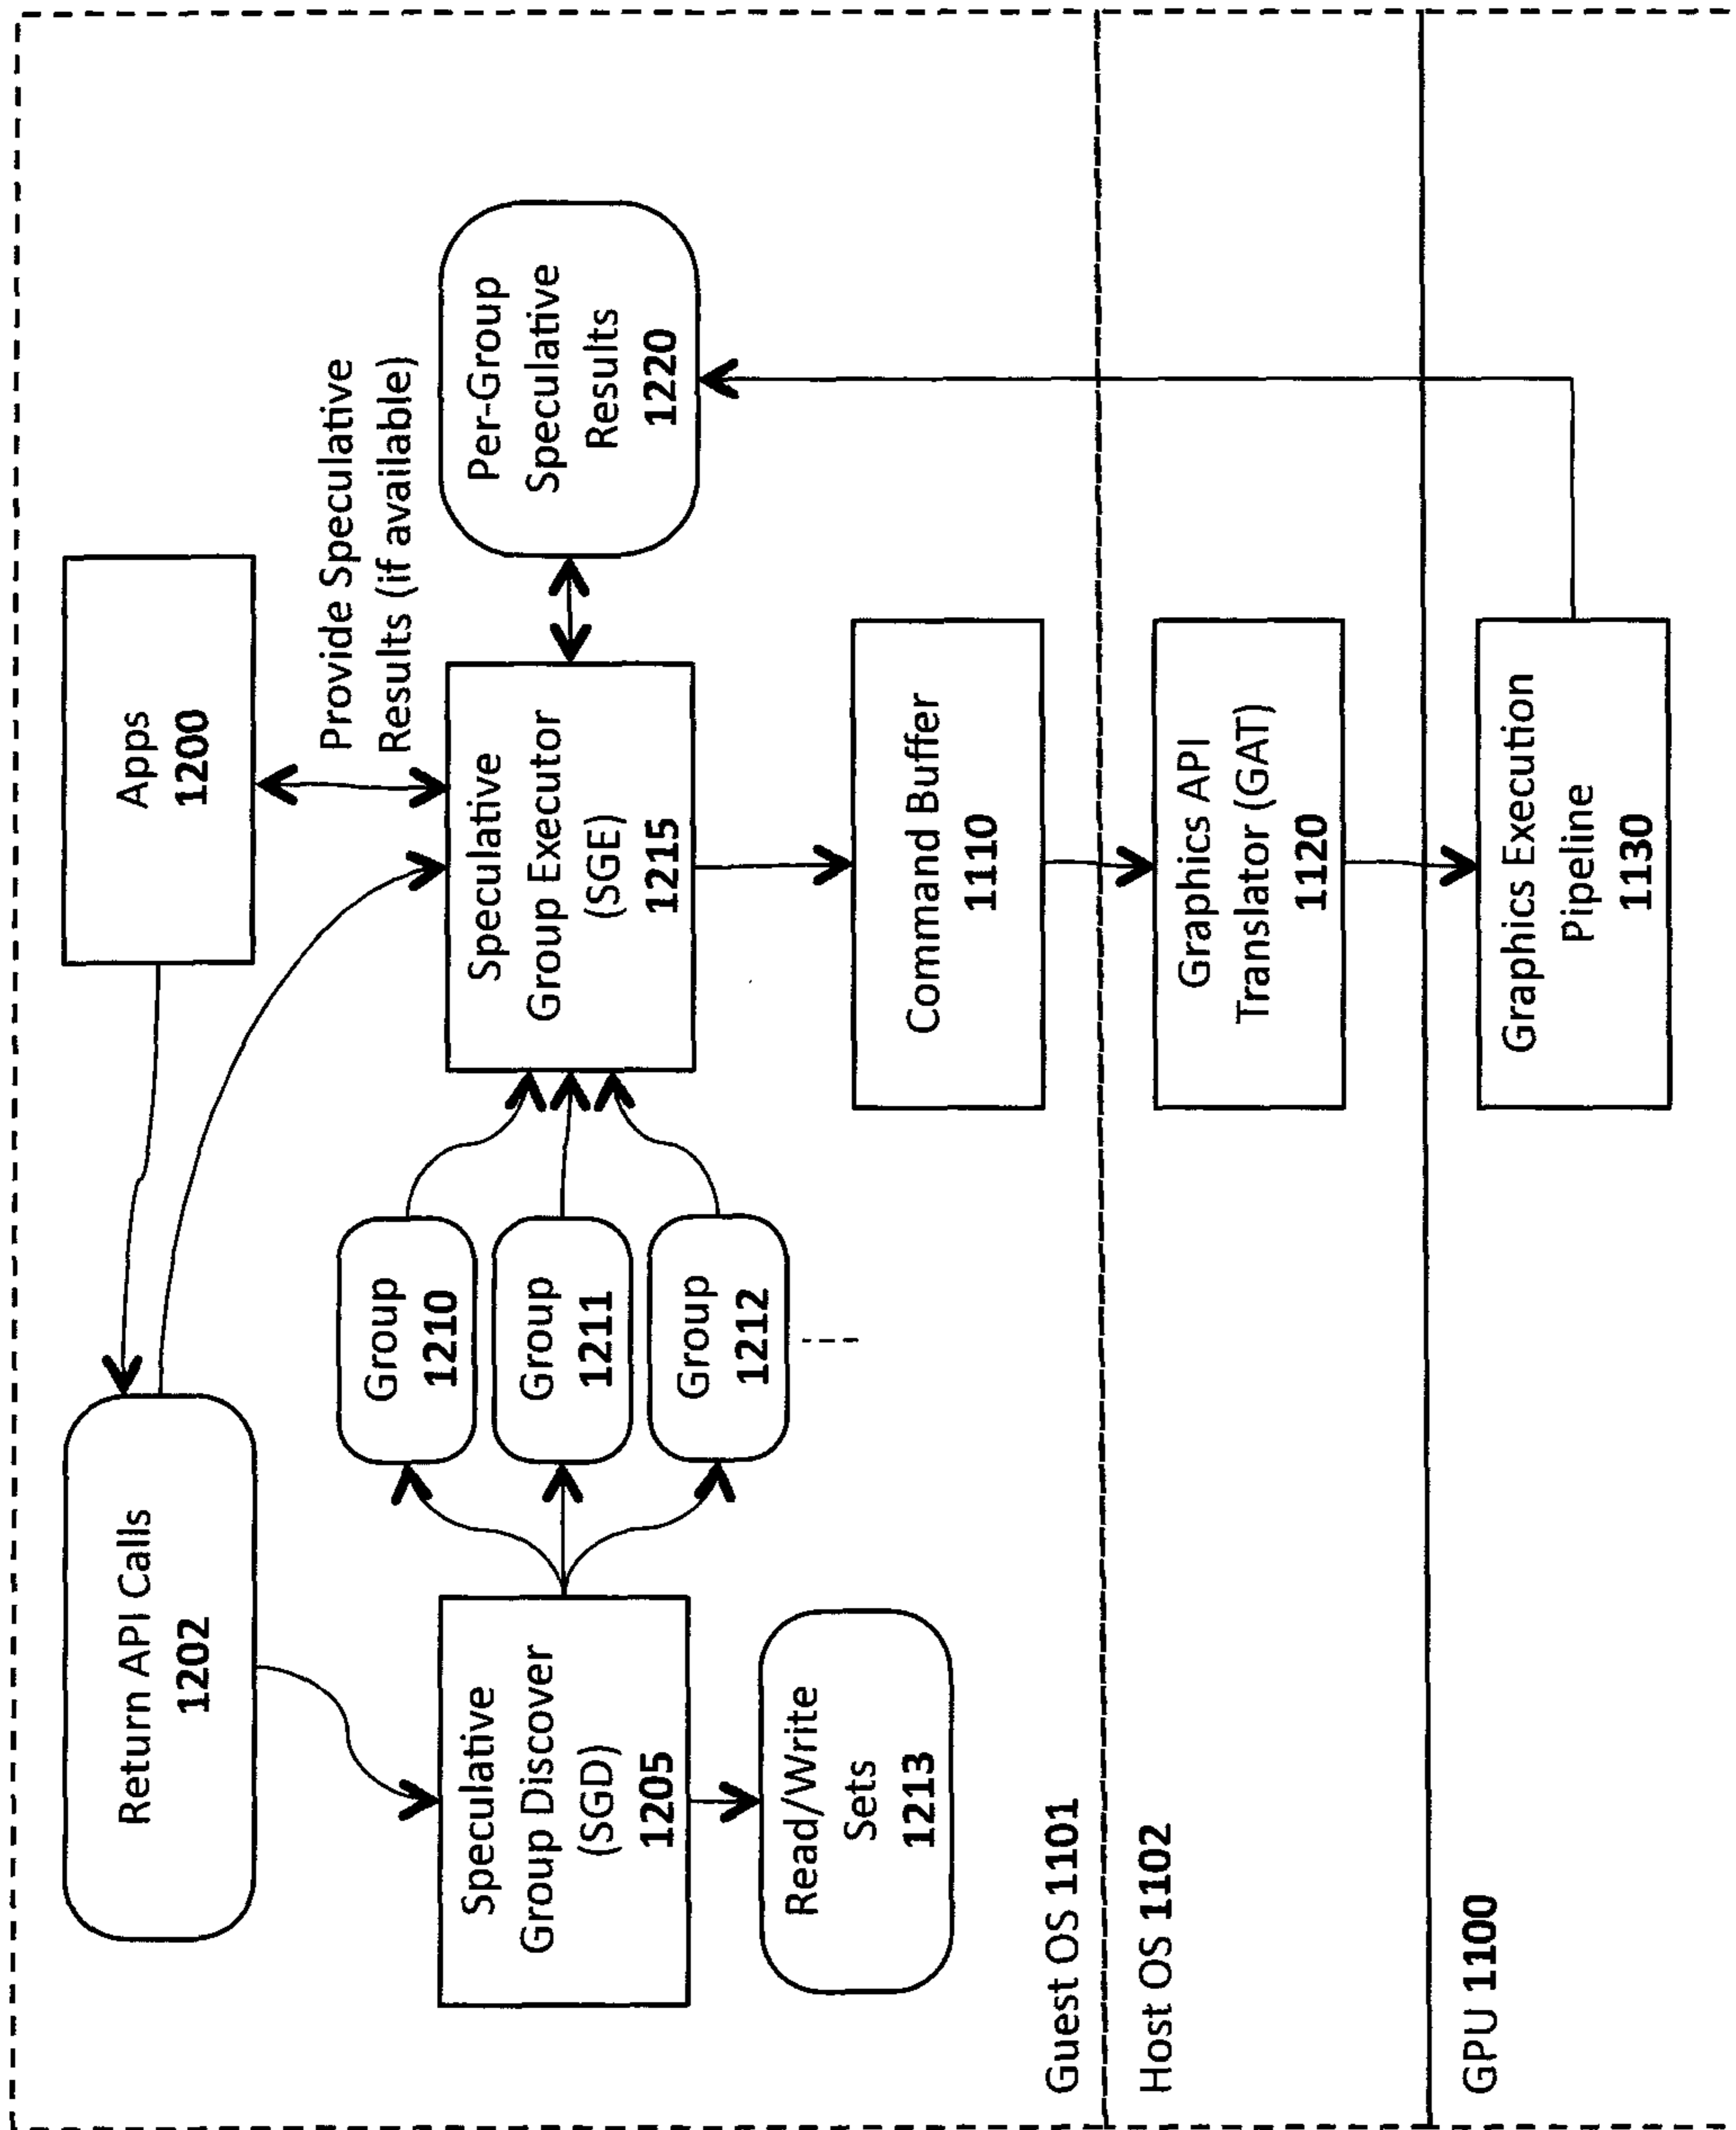 Return API Calls
1202
Apps
1200
Provide Speculative
Results (if available)
Speculative
Group Discover
(SGD)
1205
Group
1210
Group
1211
Group
1212
Speculative
Group Executor
(SGE)
1215
Per-Group
Speculative
Results
1220
Read/Write
Sets
1213
Command Buffer
1110
Guest OS 1101
Host OS 1102
Graphics API
Translator (GAT)
1120
GPU 1100
Graphics Execution
Pipeline
1130